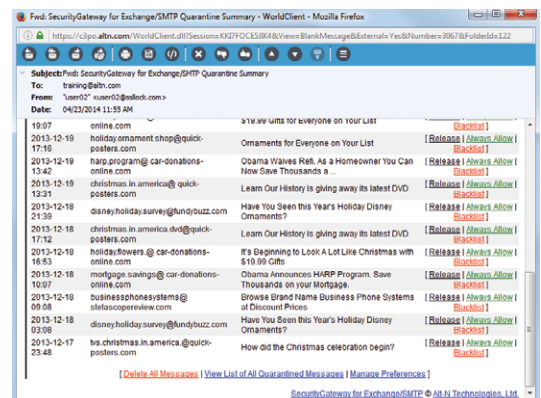 Fwd: SecurityGateway for Exchange/SMTP Quarantine Summary - WorldClient - Mozilla Firefox
https://c3po.altn.com/WorldClient.dll?Session=KKI7FOCE5J8K4&View=BlankMessage&External=Yes&Number=3067&FolderId=122
Subject: Fwd: SecurityGateway for Exchange/SMTP Quarantine Summary
To: training@altn.com
From: "user02" <user02@ssllock.com>
Date: 04/23/2014 11:55 AM
19:07 online.com $19.99 Gifts for Everyone on Your List Blacklist ]
2013-12-19 holiday.ornament.shop@quick- Ornaments for Everyone on Your List [ Release | Always Allow |
17:16 posters.com Blacklist ]
2013-12-19 harp.program@ car-donations- Obama Waives Refi. As a Homeowner You Can [ Release | Always Allow |
13:42 online.com Now Save Thousands a ... Blacklist ]
2013-12-19 christmas.in.america@ quick- Learn Our History is giving away its latest DVD [ Release | Always Allow |
13:31 posters.com Blacklist ]
2013-12-18 disney.holiday.survey@fundybuzz.com Have You Seen this Year's Holiday Disney [ Release | Always Allow |
21:39 Ornaments? Blacklist ]
2013-12-18 christmas.in.america.dvd@quick- Learn Our History is giving away its latest DVD [ Release | Always Allow |
17:12 posters.com Blacklist ]
2013-12-18 holiday.flowers.@ car-donations- It's Beginning to Look A Lot Like Christmas with [ Release | Always Allow |
16:53 online.com $19.99 Gifts Blacklist ]
2013-12-18 mortgage.savings@ car-donations- Obama Announces HARP Program. Save [ Release | Always Allow |
10:07 online.com Thousands on your Mortgage. Blacklist ]
2013-12-18 businessphonesystems@ Browse Brand Name Business Phone Systems [ Release | Always Allow |
09:08 stelascopereview.com at Discount Prices Blacklist ]
2013-12-18 disney.holiday.survey@fundybuzz.com Have You Seen this Year's Holiday Disney [ Release | Always Allow |
03:08 Ornaments? Blacklist ]
2013-12-17 tvs.christmas.in.america.@quick- How did the Christmas celebration begin? [ Release | Always Allow |
23:48 posters.com Blacklist ]
[ Delete All Messages | View List of All Quarantined Messages | Manage Preferences ]
SecurityGateway for Exchange/SMTP © Alt-N Technologies, Ltd.